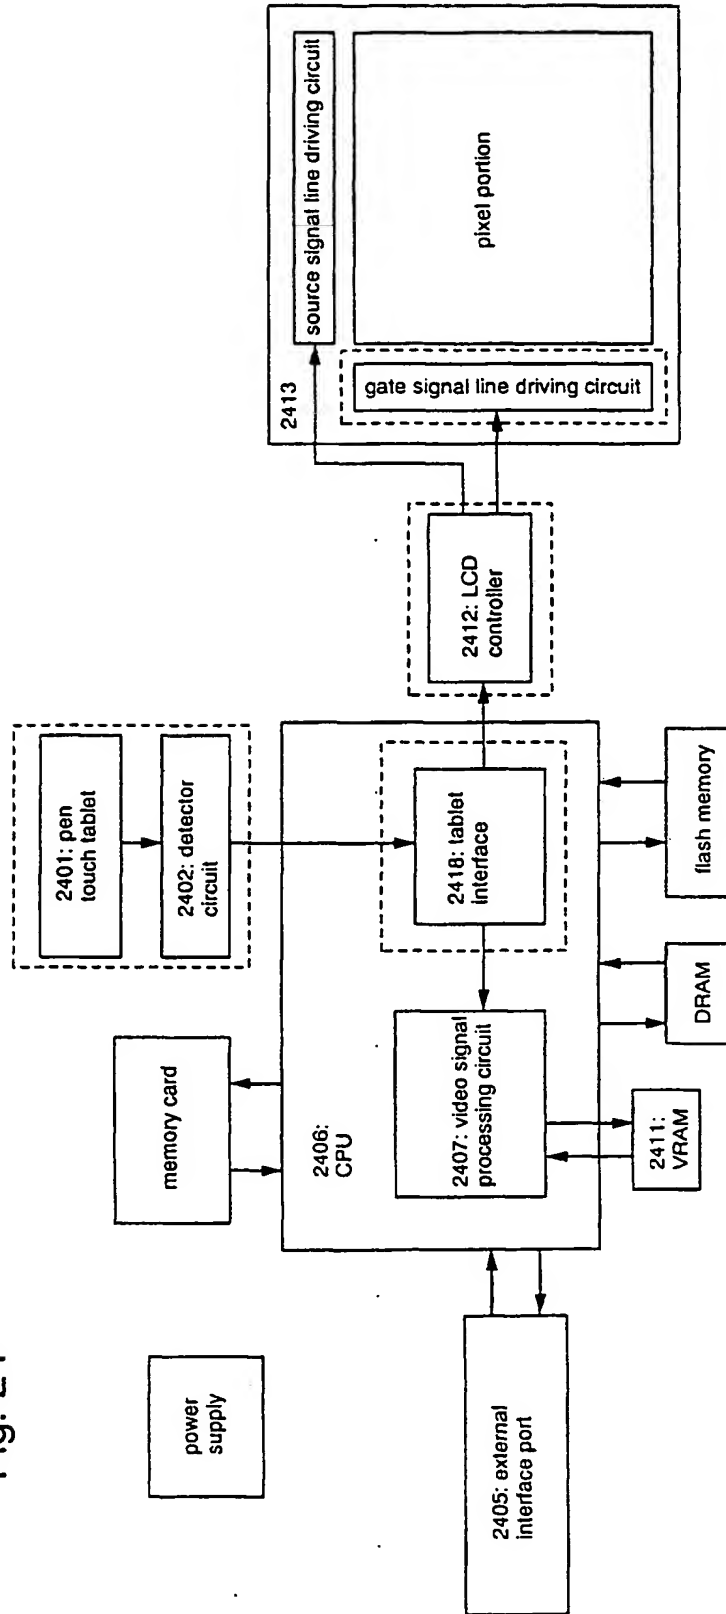 power
supply
2405: external
interface port
memory card
2406:
CPU
2407: video signal
processing circuit
2411:
VRAM
2401: pen
touch tablet
2402: detector
circuit
2418: tablet
Interface
DRAM
flash memory
2412: LCD
controller
2413
source signal line driving circuit
gate signal line driving circuit
pixel portion